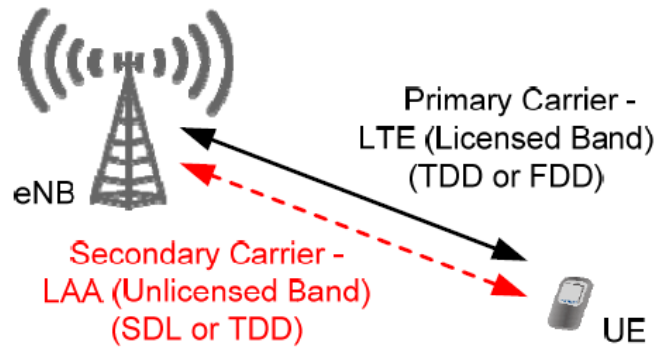 Primary Carrier -
LTE (Licensed Band)
(TDD or FDD)
eNB
Secondary Carrier -
LAA (Unlicensed Band)
(SDL or TDD)
UE